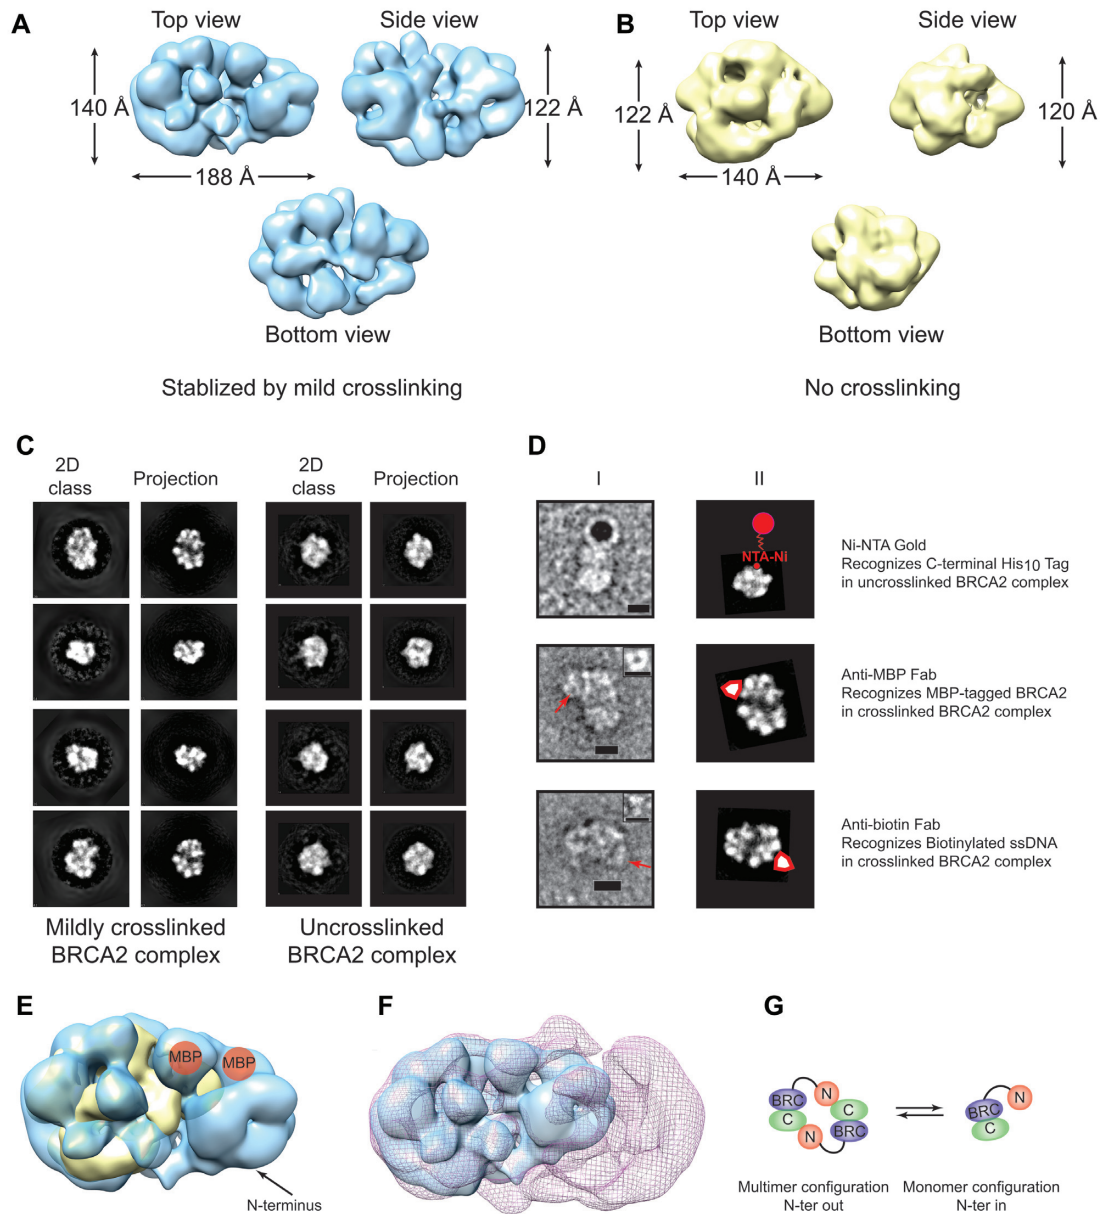 A
Top view
Side view
140 Å
122 Å
188 Å
Bottom view
Stablized by mild crosslinking
B
Top view
Side view
122 Å
120 Å
140 Å
Bottom view
No crosslinking
C
2D
class
Projection
2D
class
Projection
Mildly crosslinked
BRCA2 complex
Uncrosslinked
BRCA2 complex
D
I
II
NTA-Ni
Ni-NTA Gold
Recognizes C-terminal His10 Tag
in uncrosslinked BRCA2 complex
Anti-MBP Fab
Recognizes MBP-tagged BRCA2
in crosslinked BRCA2 complex
Anti-biotin Fab
Recognizes Biotinylated ssDNA
in crosslinked BRCA2 complex
E
MBP
MBP
N-terminus
F
G
BRC
N
C
C
N
BRC
N
BRC
C
Multimer configuration
N-ter out
Monomer configuration
N-ter in